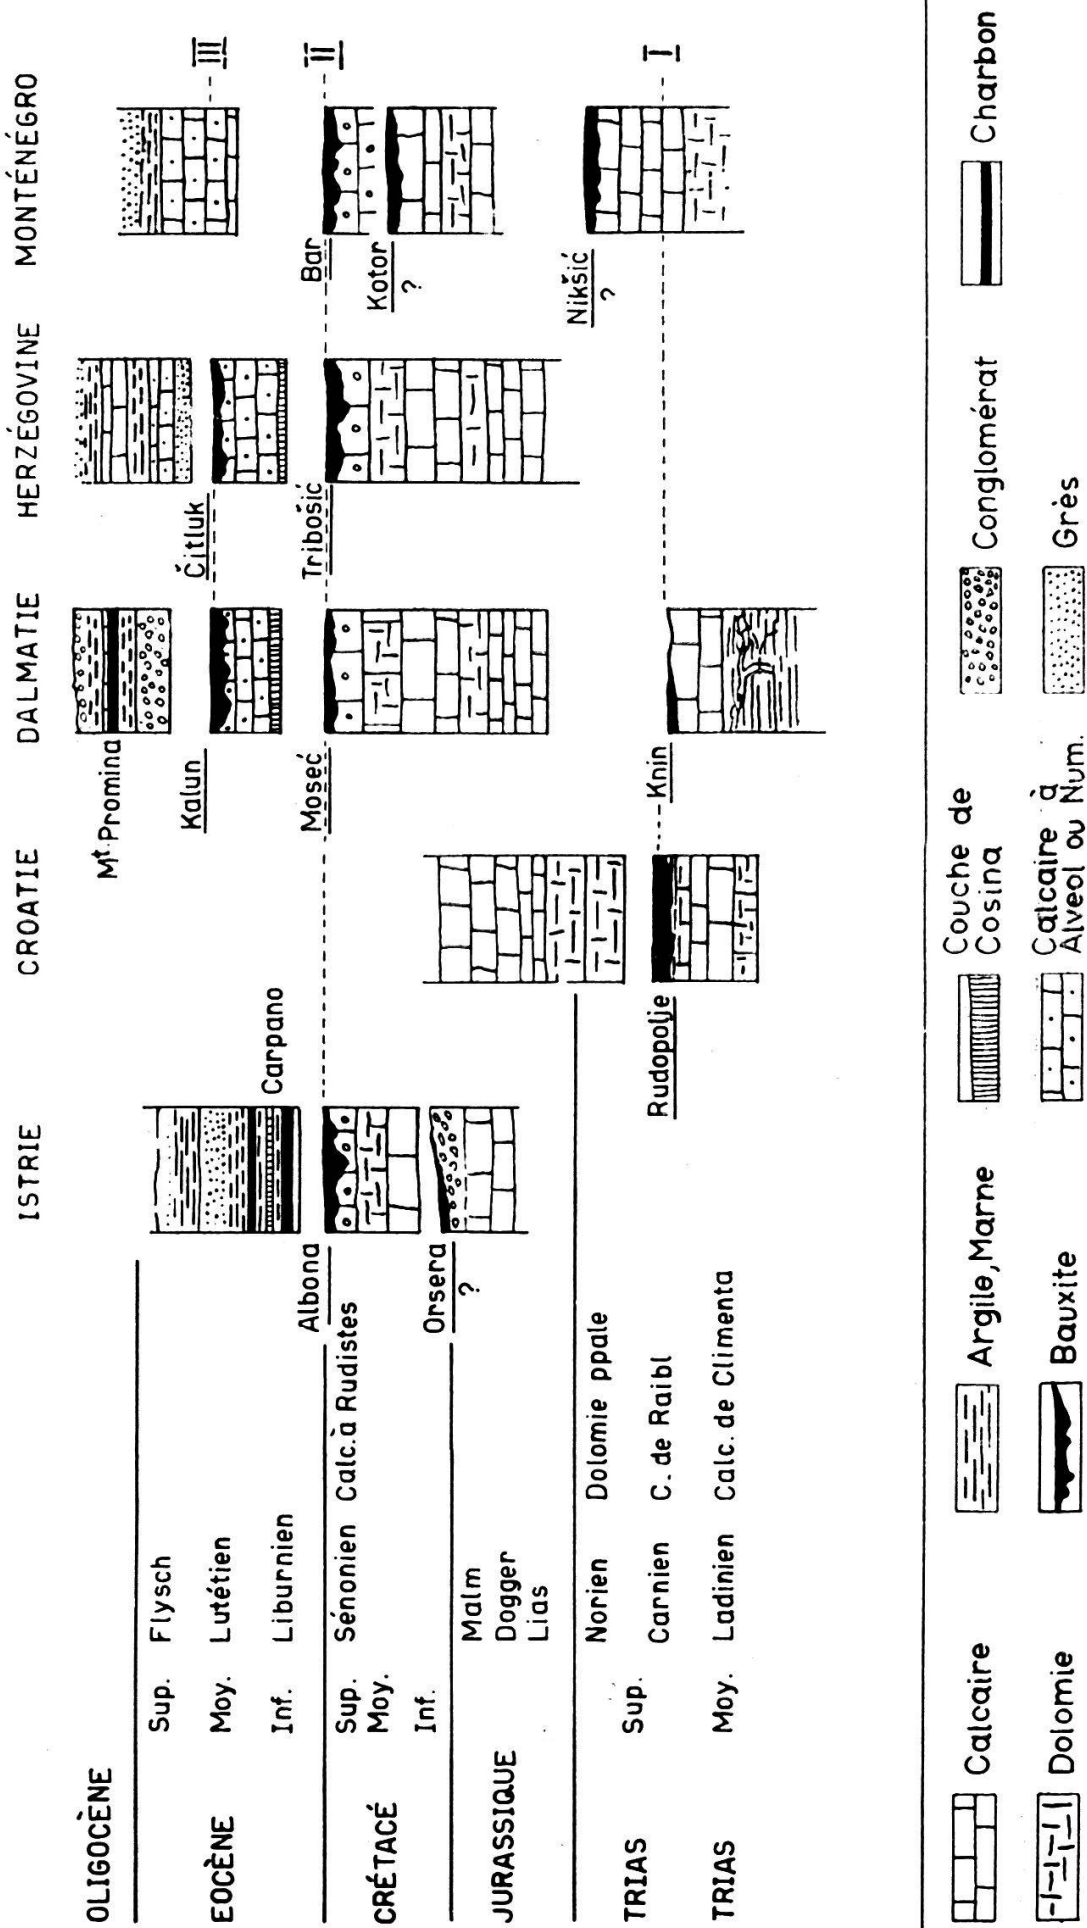 ISTRIE
CROATIE
DALMATIE
HERZÉGOVINE
MONTÉNÉGRO
OLIGOCÈNE
EOCÈNE
Sup. Flysch
Moy. Lutétien
Inf. Liburnien
CRÉTACÉ
Sup. Sénonien Calc. à Rudistes
Moy.
Inf.
JURASSIQUE
Malm
Dogger
Lias
TRIAS
Sup.
Norien Dolomie ppale
Carnien C. de Raibl
TRIAS
Moy. Ladinien Calc. de Climenta
Carpano
Albona
Orsera
?
Rudopolje
Mt. Promina
Kalun
Moseć
Knin
Čitluk
Tribošić
Bar
Kotor
?
Nikšić
?
III
II
I
Calcaire
Argile, Marne
Couche de
Cosina
Conglomérat
Charbon
Dolomie
Bauxite
Calcaire à
Alveol ou Num.
Grès